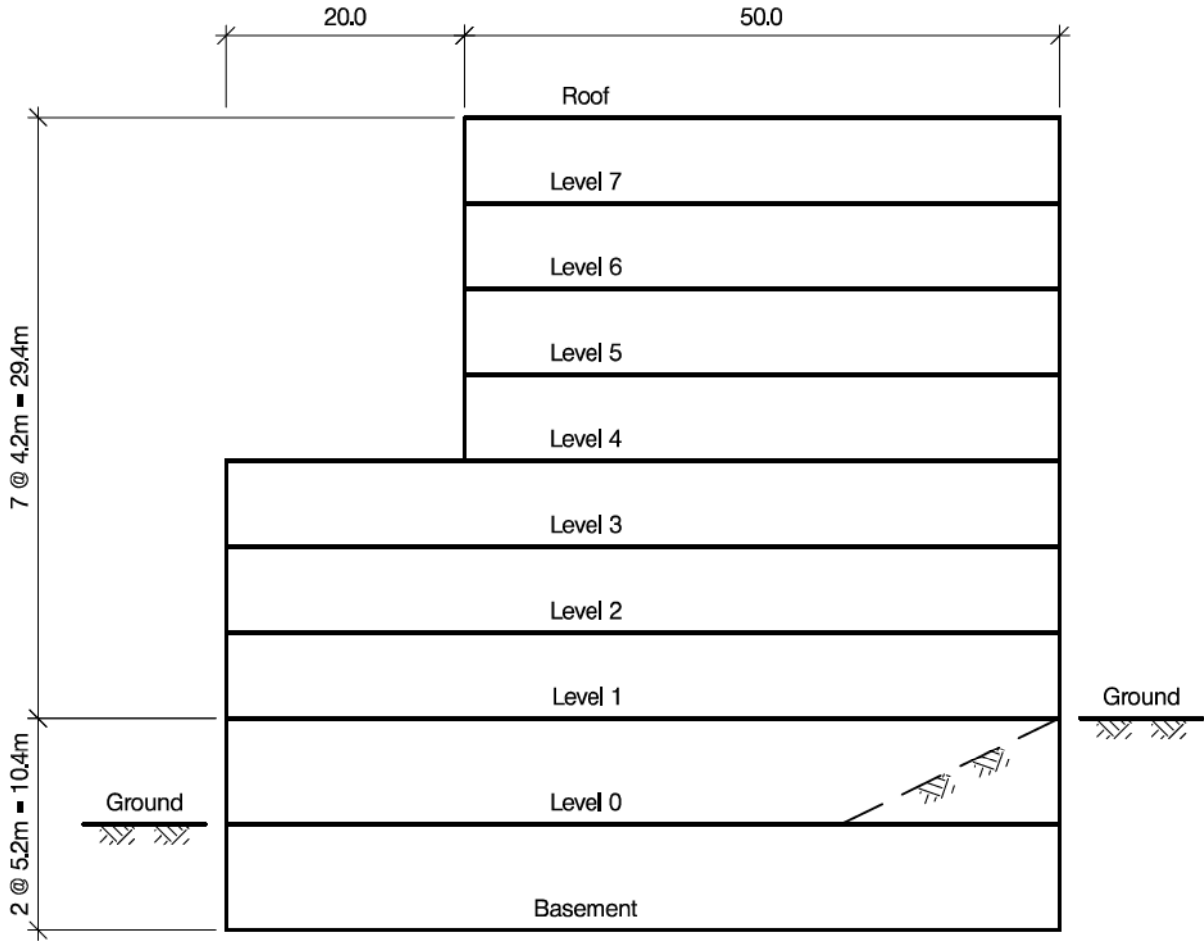 20.0
50.0
Roof
Level 7
Level 6
Level 5
7 @ 4.2m = 29.4m
Level 4
Level 3
Level 2
Level 1
Ground
2 @ 5.2m = 10.4m
Ground
Level 0
Basement